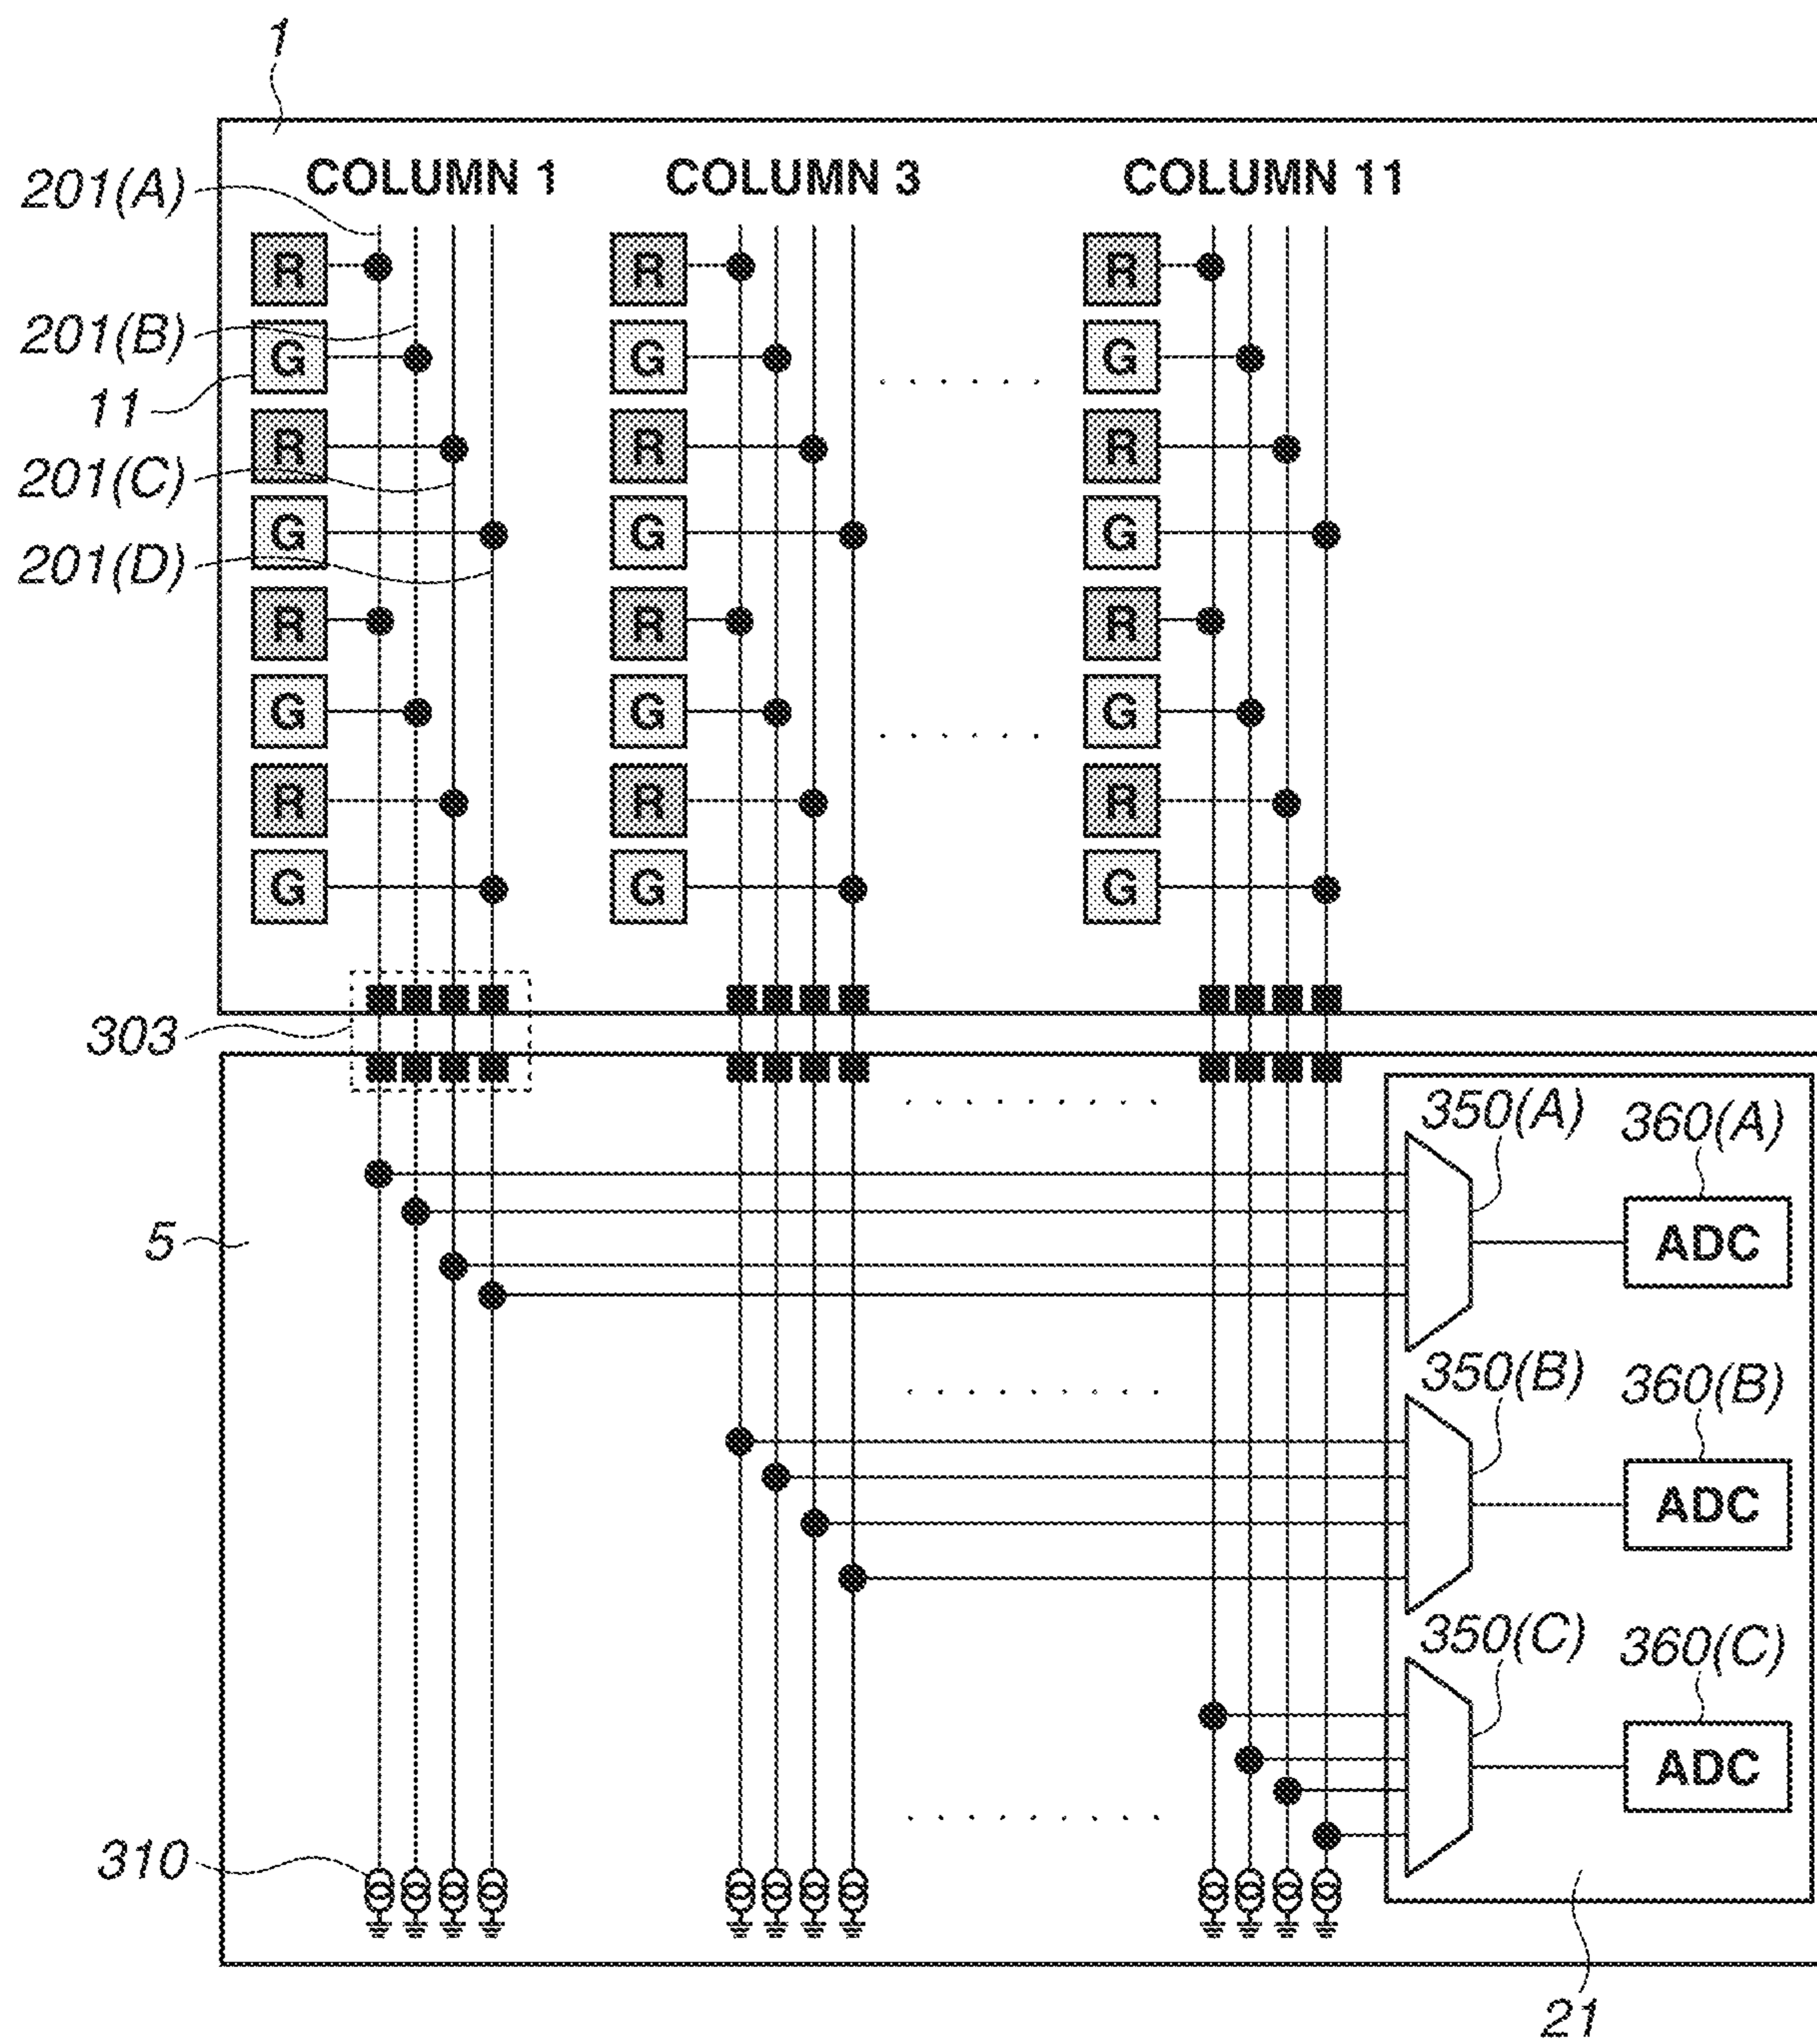 1
COLUMN 1 COLUMN 3 COLUMN 11
201(A)
R R R
201(B)
G G G
11
R R R
201(C)
G G G
201(D)
R R R
G G G
R R R
G G G
303
350(A) 360(A)
5
ADC
350(B) 360(B)
ADC
350(C) 360(C)
ADC
310
21